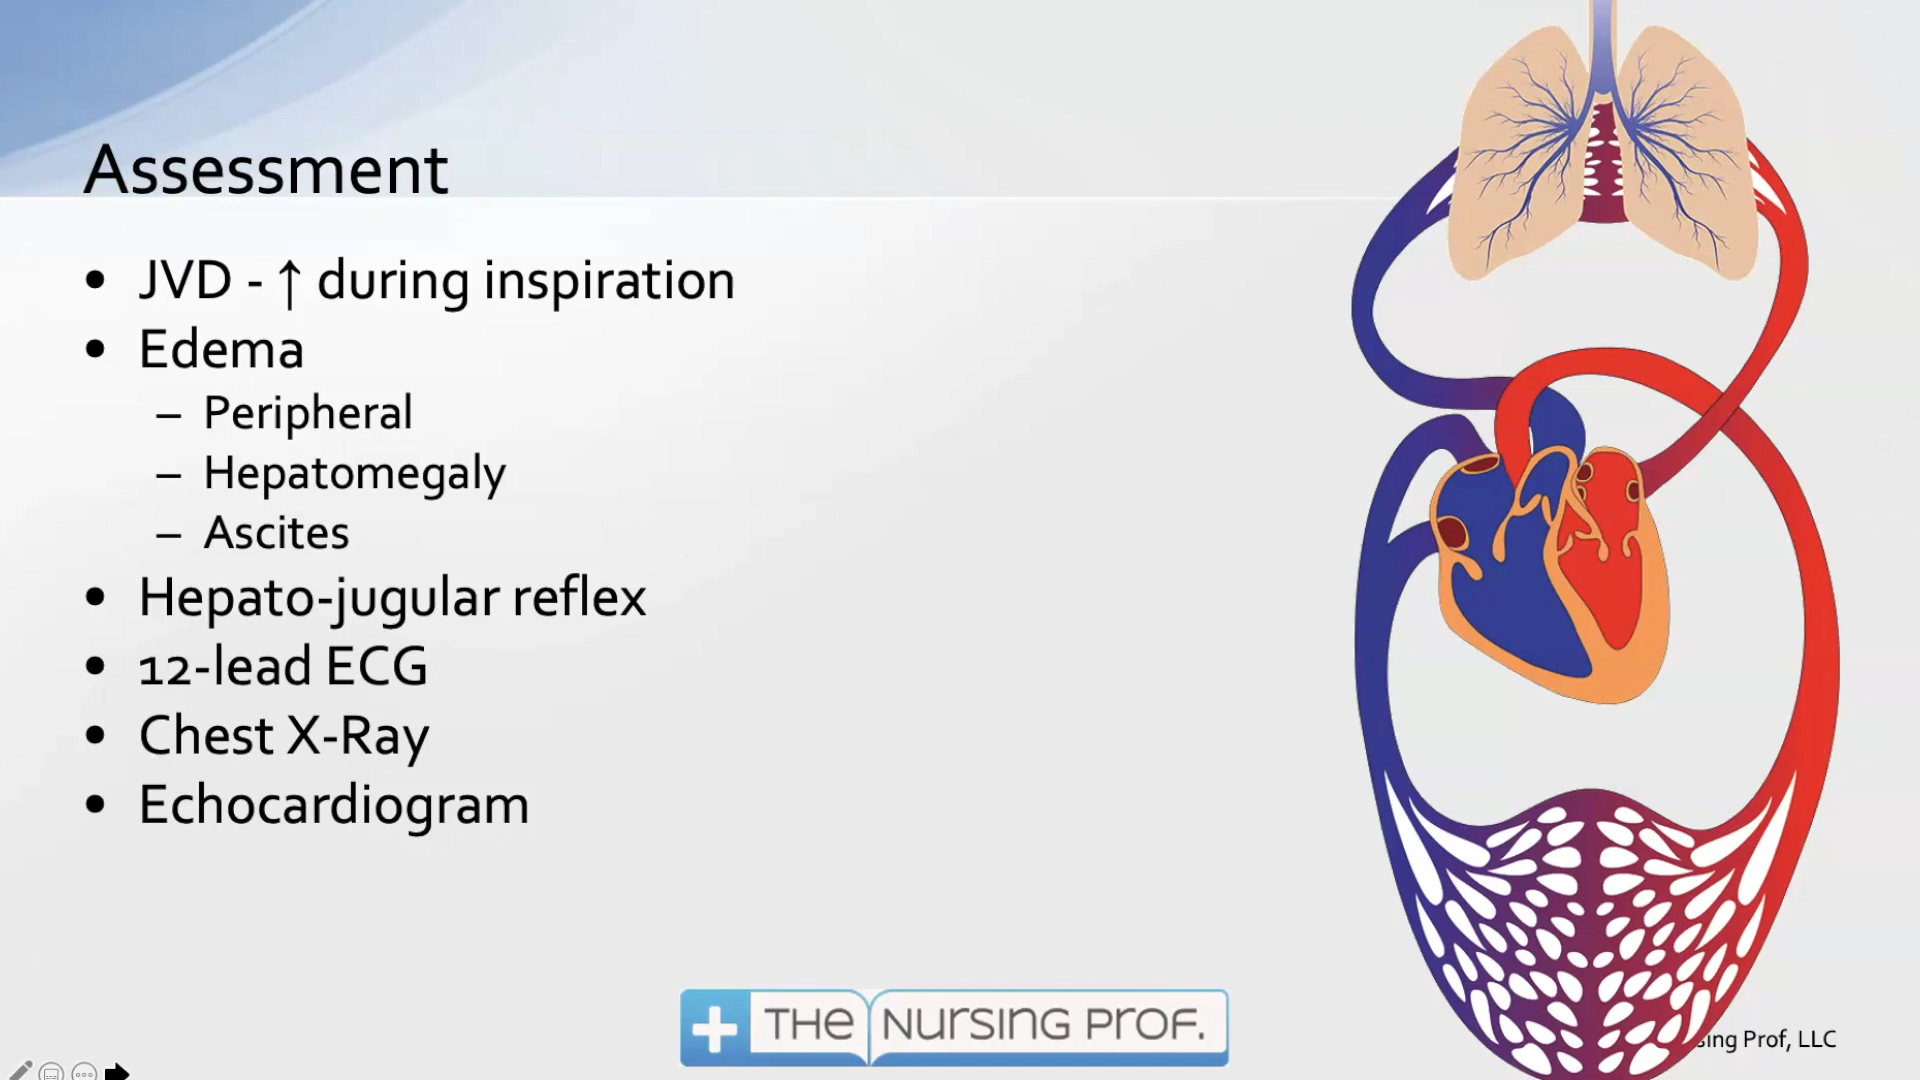 Assessment
• JVD - ↑ during inspiration
• Edema
– Peripheral
– Hepatomegaly
– Ascites
• Hepato-jugular reflex
• 12-lead ECG
• Chest X-Ray
• Echocardiogram
THE NURSING PROF.
Prof, LLC